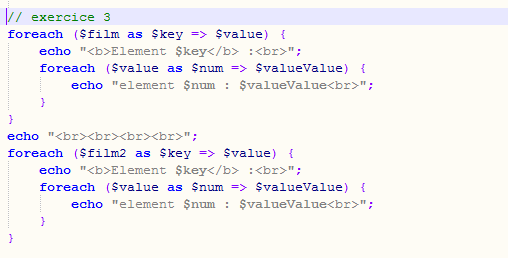 // exercice 3
foreach ($film as $key => $value) {
    echo "<b>Element $key</b> :<br>";
    foreach ($value as $num => $valueValue) {
        echo "element $num : $valueValue<br>";
    }
}
echo "<br><br><br><br>";
foreach ($film2 as $key => $value) {
    echo "<b>Element $key</b> :<br>";
    foreach ($value as $num => $valueValue) {
        echo "element $num : $valueValue<br>";
    }
}